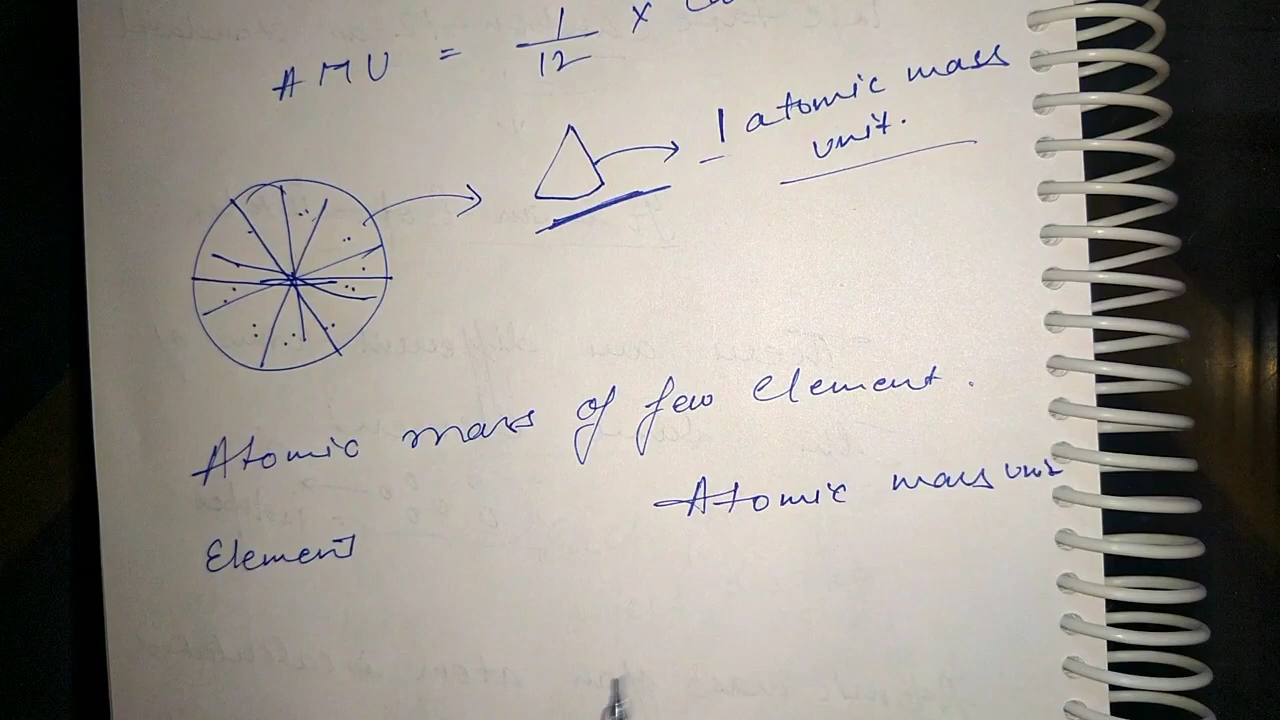 AMU = 1/12 ×
1 atomic mass
unit.
Atomic mass of few element.
Atomic mass unit
Element